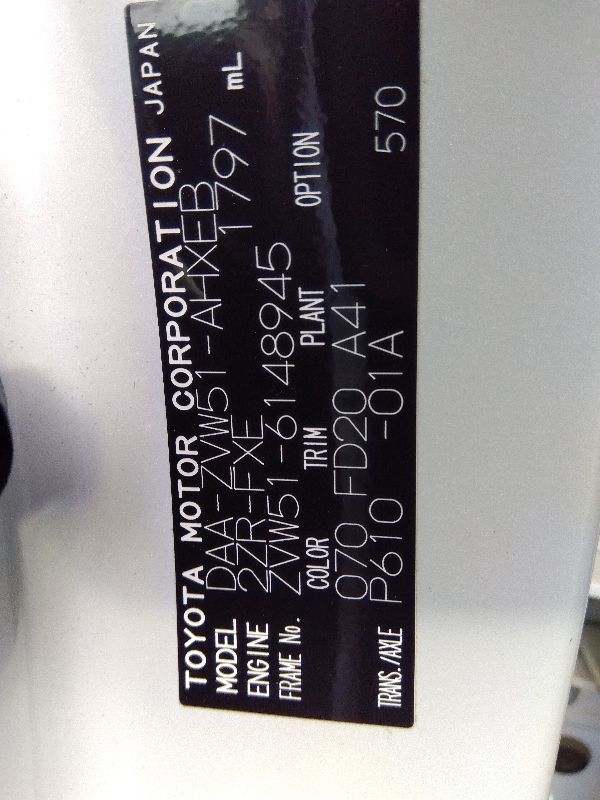 TOYOTA MOTOR CORPORATION JAPAN
MODEL DAA-ZVW51-AHXEB
ENGINE 2ZR-FXE 1797 mL
FRAME No. ZVW51-6148945
COLOR TRIM PLANT OPTION
070 FD20 A41
TRANS./AXLE P610 -01A 570